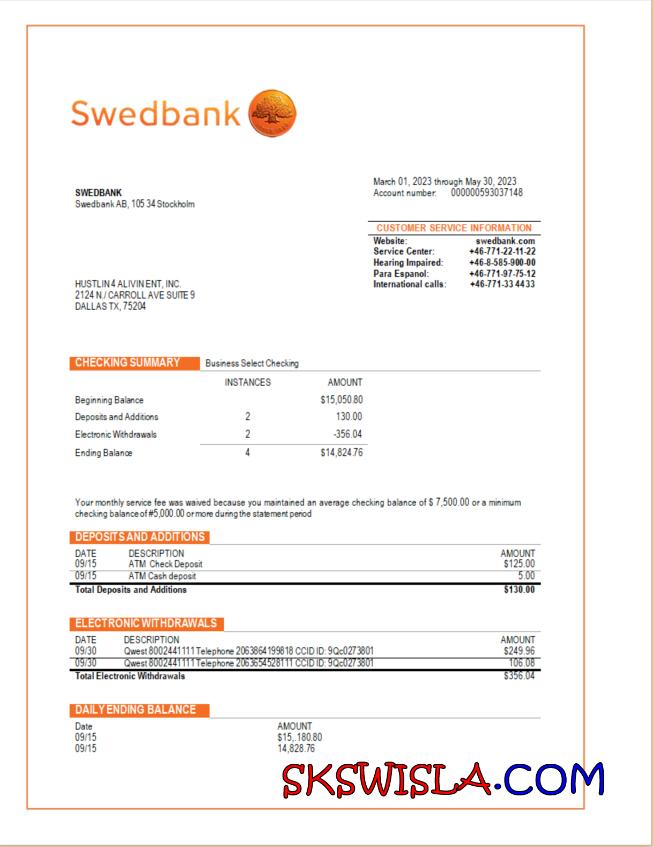 Swedbank
March 01, 2023 through May 30, 2023
Account number: 000000593037148
SWEDBANK
Swedbank AB, 105 34 Stockholm
CUSTOMER SERVICE INFORMATION
Website: swedbank.com
Service Center: +46-771-22-11-22
Hearing Impaired: +46-8-585-900-00
Para Espanol: +46-771-97-75-12
International calls: +46-771-33 44 33
HUSTLIN 4 ALIVIN ENT, INC.
2124 N./ CARROLL AVE SUITE 9
DALLAS TX, 75204
CHECKING SUMMARY Business Select Checking
INSTANCES AMOUNT
Beginning Balance $15,050.80
Deposits and Additions 2 130.00
Electronic Withdrawals 2 -356.04
Ending Balance 4 $14,824.76
Your monthly service fee was waived because you maintained an average checking balance of $ 7,500.00 or a minimum
checking balance of #5,000.00 or more during the statement period
DEPOSITS AND ADDITIONS
DATE DESCRIPTION AMOUNT
09/15 ATM Check Deposit $125.00
09/15 ATM Cash deposit 5.00
Total Deposits and Additions $130.00
ELECTRONIC WITHDRAWALS
DATE DESCRIPTION AMOUNT
09/30 Qwest 8002441111 Telephone 2063864199818 CCID ID: 9Qc0273801 $249.96
09/30 Qwest 8002441111 Telephone 2063654528111 CCID ID: 9Qc0273801 106.08
Total Electronic Withdrawals $356.04
DAILY ENDING BALANCE
Date AMOUNT
09/15 $15,.180.80
09/15 14,828.76
SKSWISLA.COM